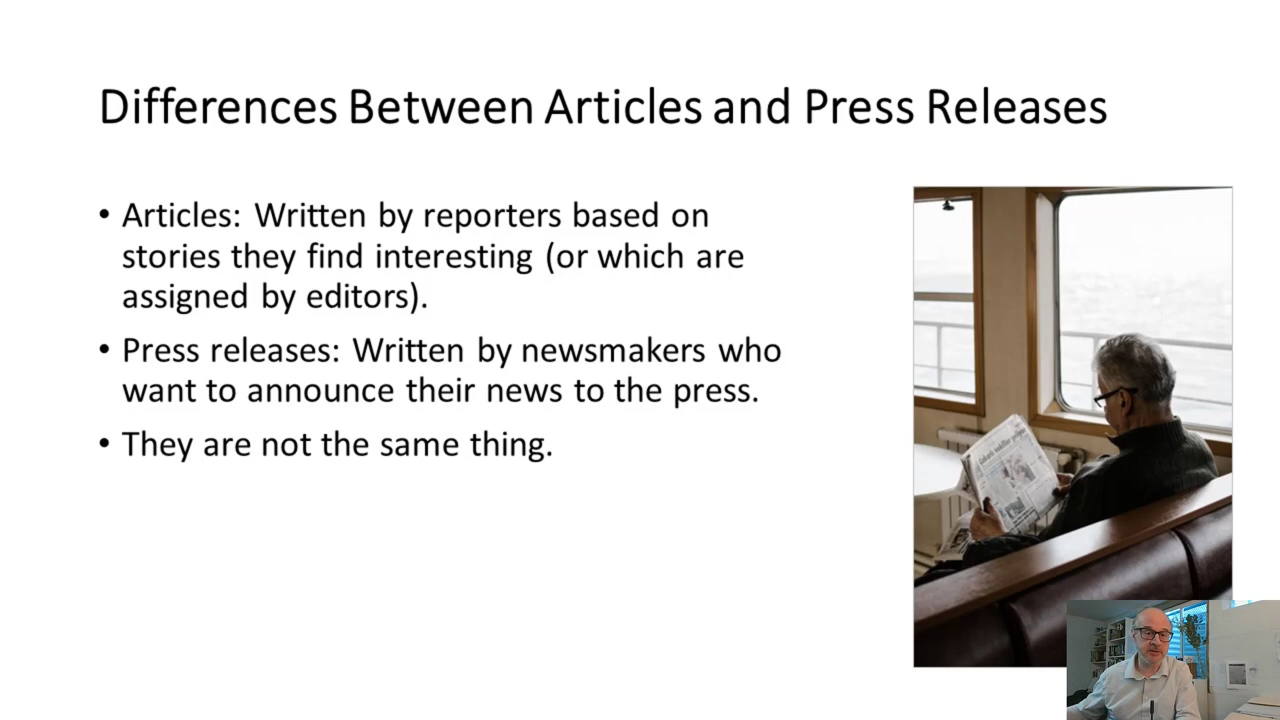 Differences Between Articles and Press Releases
• Articles: Written by reporters based on
stories they find interesting (or which are
assigned by editors).
• Press releases: Written by newsmakers who
want to announce their news to the press.
• They are not the same thing.